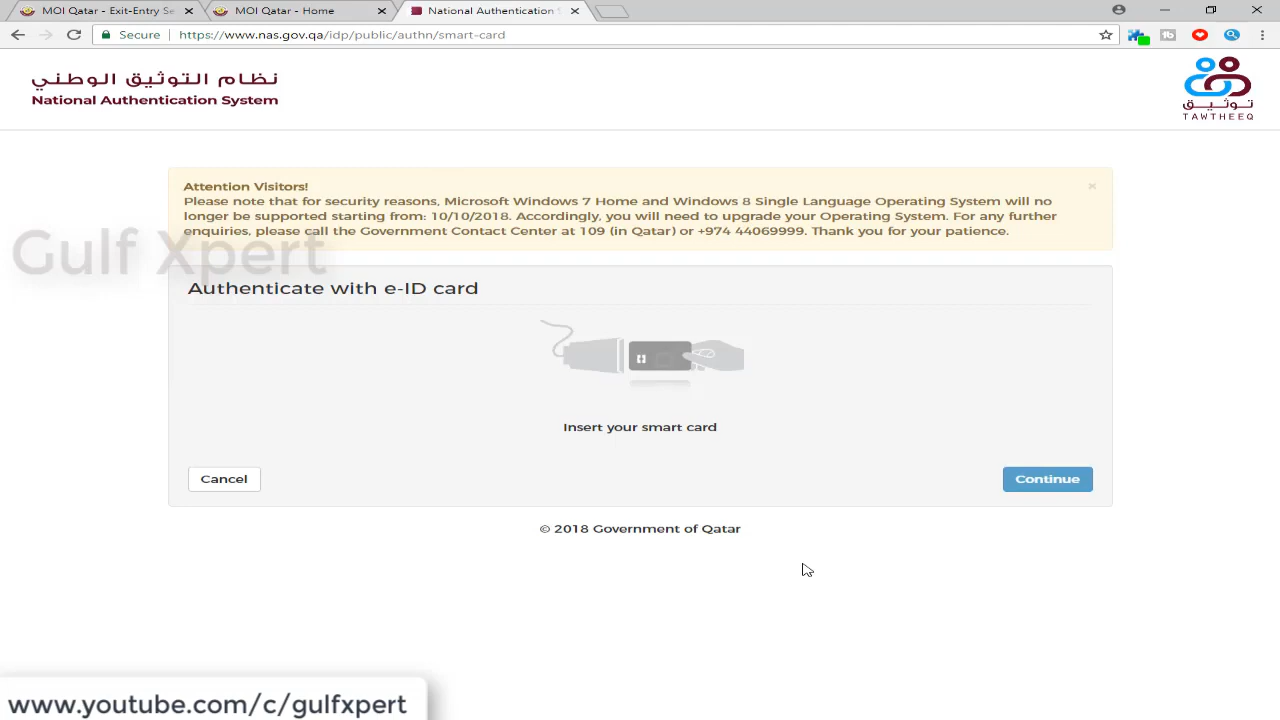 MOI Qatar - Exit-Entry Se
MOI Qatar - Home
National Authentication
Secure
https://www.nas.gov.qa/idp/public/authn/smart-card
نظام التوثيق الوطني
National Authentication System
توثيق
TAWTHEEQ
Attention Visitors!
Please note that for security reasons, Microsoft Windows 7 Home and Windows 8 Single Language Operating System will no
longer be supported starting from: 10/10/2018. Accordingly, you will need to upgrade your Operating System. For any further
enquiries, please call the Government Contact Center at 109 (in Qatar) or +974 44069999. Thank you for your patience.
Gulf Xpert
Authenticate with e-ID card
Insert your smart card
Cancel
Continue
© 2018 Government of Qatar
www.youtube.com/c/gulfxpert